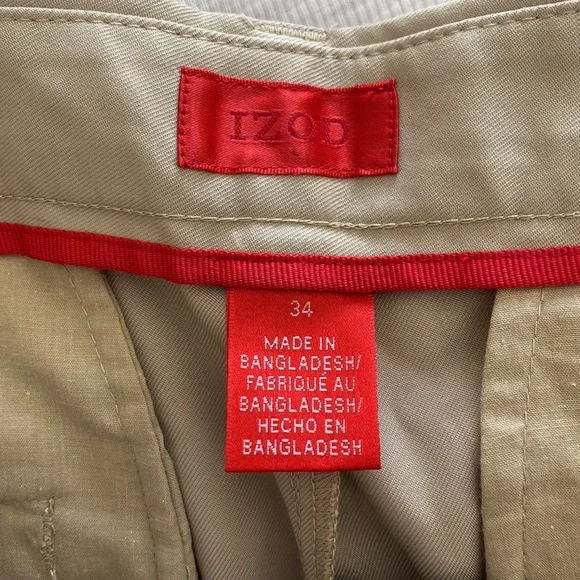 IZOD
34
MADE IN
BANGLADESH/
FABRIQUÉ AU
BANGLADESH/
HECHO EN
BANGLADESH